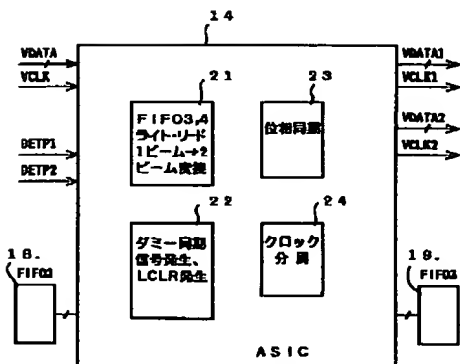 14
VDATA
VCLK
VDATA1
VCLK1
21
23
FIFO3,4
ライト・リード
1ビーム→2
ビーム変換
位相同期
VDATA2
VCLK2
DETP1
DETP2
22
24
ダミー同期
信号発生、
LCLR発生
クロック
分周
18.
FIFO2
19.
FIFO3
ASIC